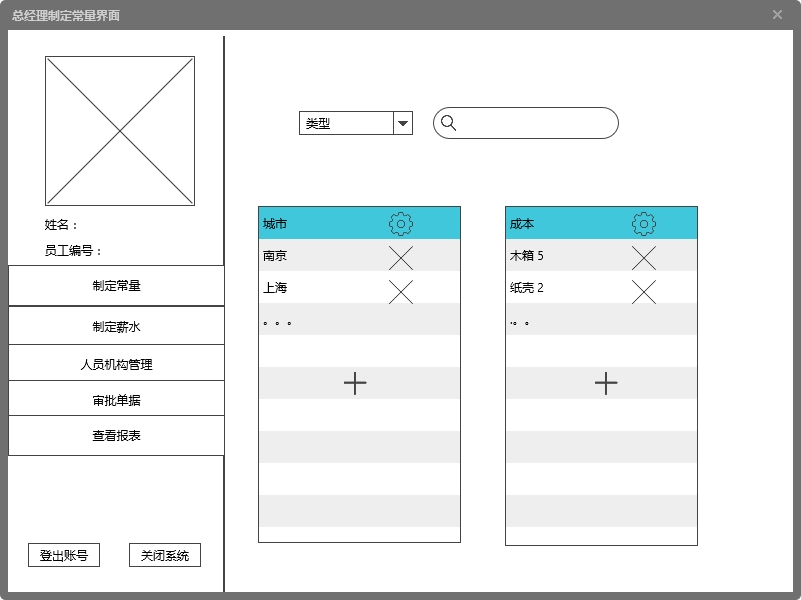 总经理制定常量界面
姓名：
员工编号：
制定常量
制定薪水
人员机构管理
审批单据
查看报表
登出账号
关闭系统
类型
城市
南京
上海
。。。
成本
木箱 5
纸壳 2
.。。